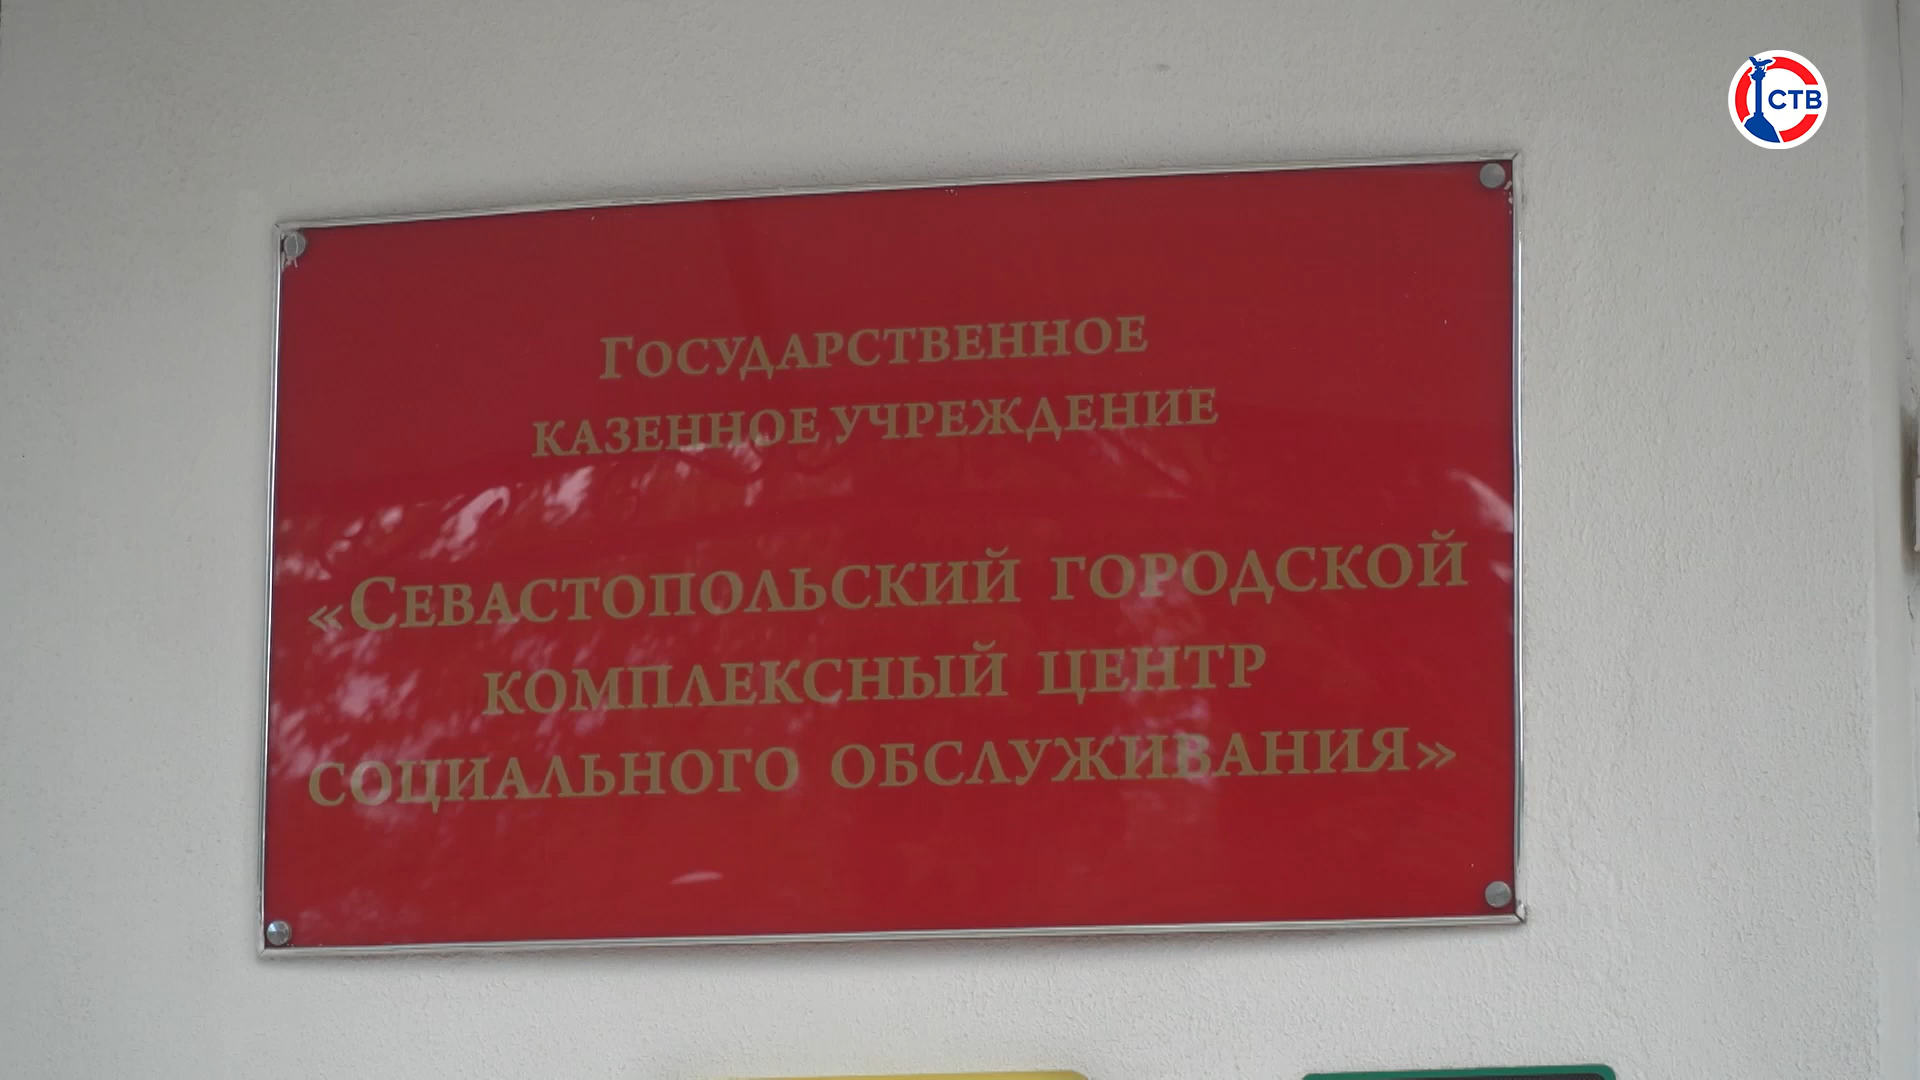 СТВ
Государственное
казенное учреждение
«Севастопольский городской
комплексный центр
социального обслуживания»